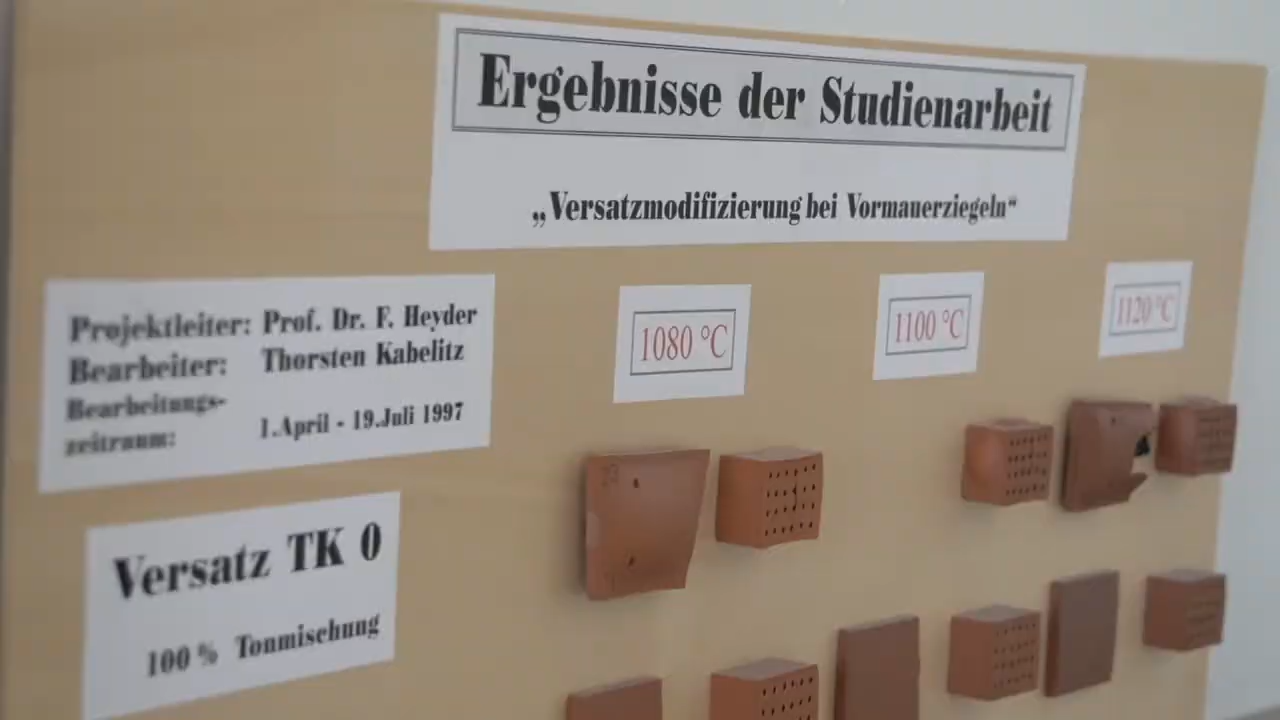 Ergebnisse der Studienarbeit
„Versatzmodifizierung bei Vormauerziegeln“
Projektleiter: Prof. Dr. F. Heyder
Bearbeiter: Thorsten Kabelitz
Bearbeitungs-
zeitraum: 1.April - 19.Juli 1997
1080 °C
1100 °C
1120 °C
Versatz TK 0
100 % Tonmischung